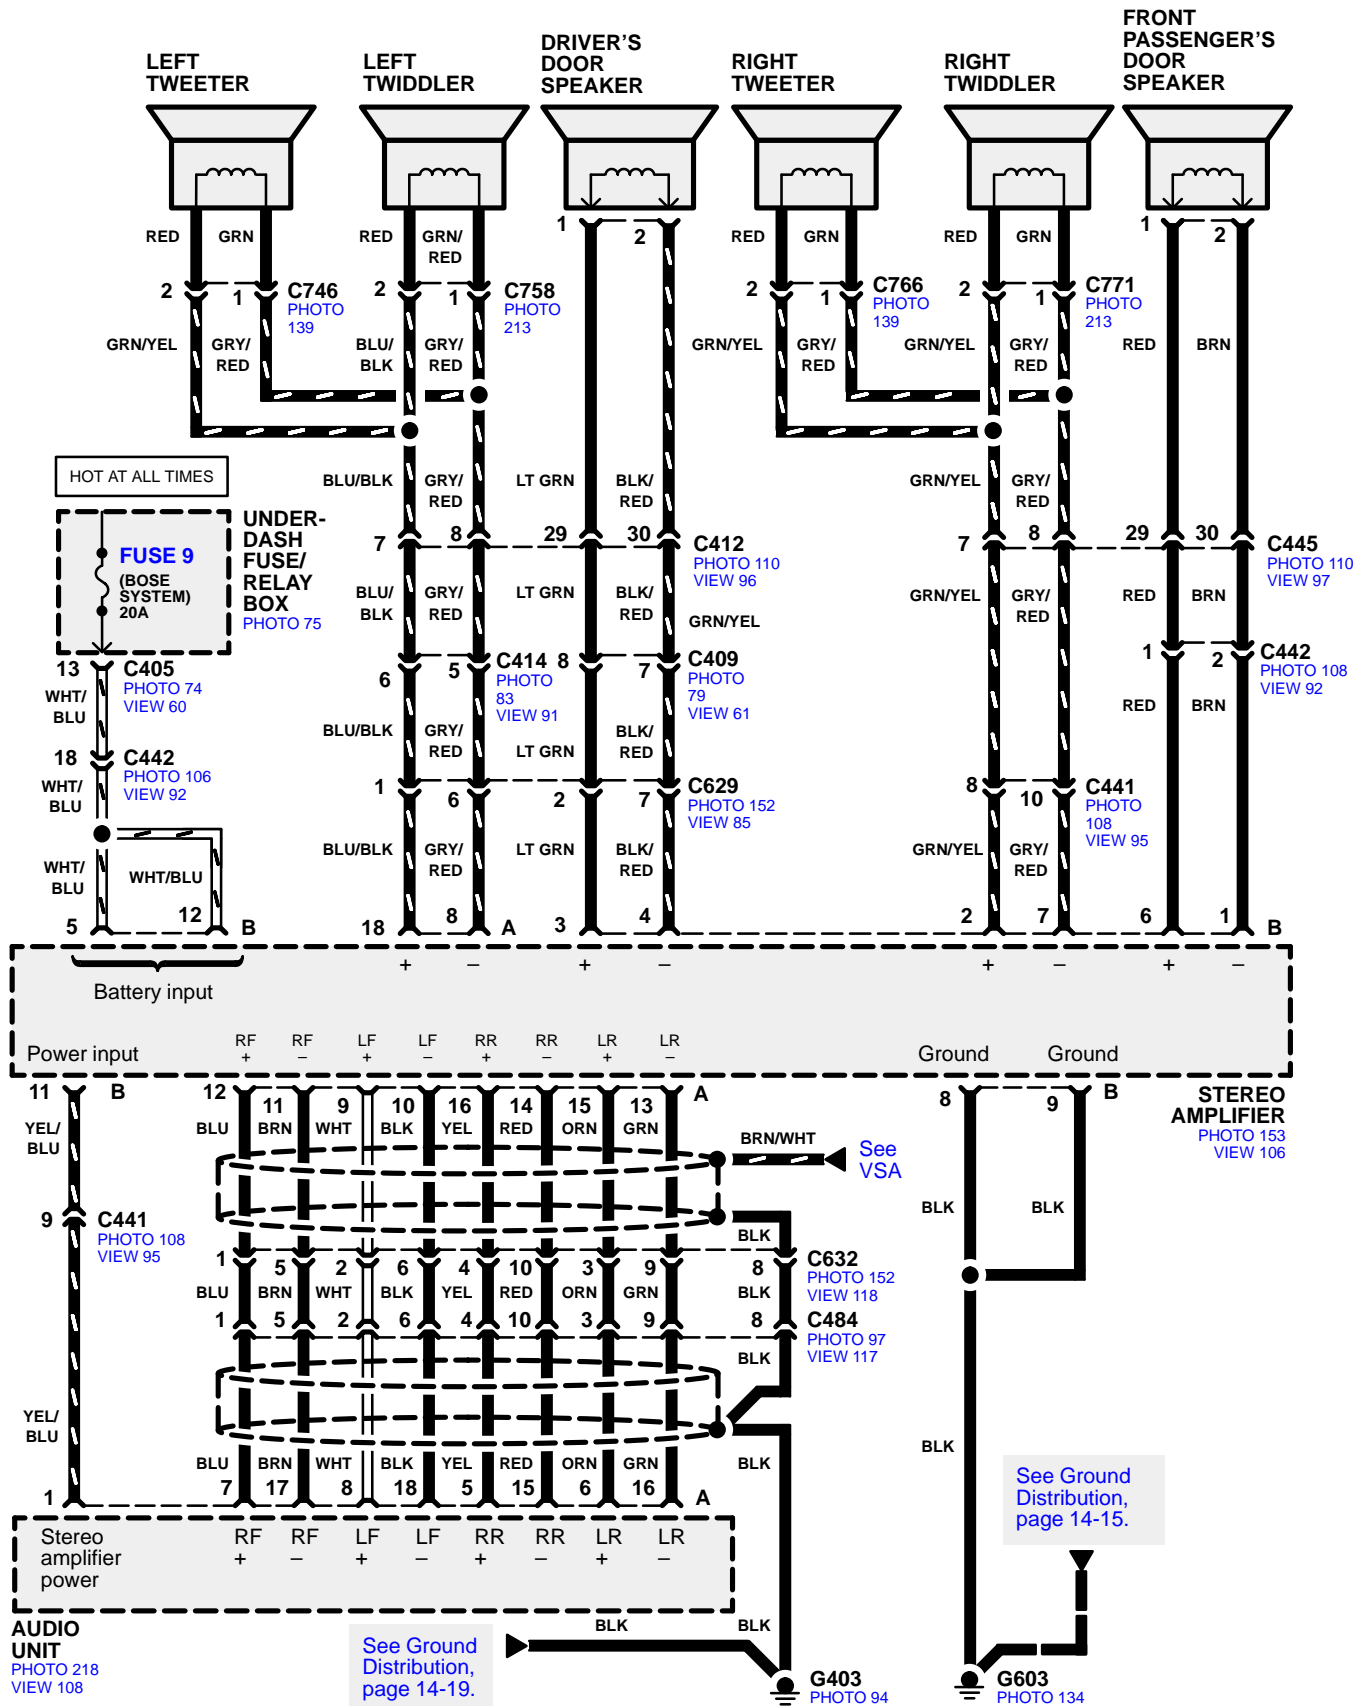 LEFT
TWEETER
LEFT
TWIDDLER
DRIVER'S
DOOR
SPEAKER
RIGHT
TWEETER
RIGHT
TWIDDLER
FRONT
PASSENGER'S
DOOR
SPEAKER
1 2 1 2
RED GRN RED GRN/
RED
RED GRN RED GRN
2 1 C746
PHOTO
139
2 1 C758
PHOTO
213
2 1 C766
PHOTO
139
2 1 C771
PHOTO
213
GRN/YEL GRY/
RED
BLU/
BLK
GRY/
RED
GRN/YEL GRY/
RED
GRN/YEL GRY/
RED
RED BRN
HOT AT ALL TIMES
BLU/BLK GRY/
RED
LT GRN BLK/
RED
GRN/YEL GRY/
RED
FUSE 9
(BOSE
SYSTEM)
20A
UNDER-
DASH
FUSE/
RELAY
BOX
PHOTO 75
7 8 29 30 C412
PHOTO 110
VIEW 96
7 8 29 30 C445
PHOTO 110
VIEW 97
BLU/
BLK
GRY/
RED
LT GRN BLK/
RED
GRN/YEL
GRN/YEL GRY/
RED
RED BRN
13 C405
PHOTO 74
VIEW 60
6 5 C414
PHOTO
83
VIEW 91
8 7 C409
PHOTO
79
VIEW 61
1 2 C442
PHOTO 108
VIEW 92
WHT/
BLU
18 C442
PHOTO 106
VIEW 92
BLU/BLK GRY/
RED
LT GRN BLK/
RED
RED BRN
WHT/
BLU
1 6 2 7 C629
PHOTO 152
VIEW 85
8 10 C441
PHOTO
108
VIEW 95
WHT/
BLU
WHT/BLU
BLU/BLK GRY/
RED
LT GRN BLK/
RED
GRN/YEL GRY/
RED
5 12 B 18 8 A 3 4 2 7 6 1 B
+ – + – + – + –
Battery input
Power input
RF RF LF LF RR RR LR LR
+ – + – + – + –
Ground Ground
STEREO
AMPLIFIER
PHOTO 153
VIEW 106
11 B 12 11 9 10 16 14 15 13 A 8 9 B
YEL/
BLU
BLU BRN WHT BLK YEL RED ORN GRN
BRN/WHT
See
VSA
BLK BLK
9 C441
PHOTO 108
VIEW 95
BLK
1 5 2 6 4 10 3 9 8 C632
PHOTO 152
VIEW 118
BLU BRN WHT BLK YEL RED ORN GRN BLK
1 5 2 6 4 10 3 9 8 C484
PHOTO 97
VIEW 117
BLK
YEL/
BLU
BLK
BLU BRN WHT BLK YEL RED ORN GRN BLK
1 7 17 8 18 5 15 6 16 A
Stereo
amplifier
power
RF RF LF LF RR RR LR LR
+ – + – + – + –
See Ground
Distribution,
page 14-15.
AUDIO
UNIT
PHOTO 218
VIEW 108
See Ground
Distribution,
page 14-19.
BLK BLK
G403
PHOTO 94
G603
PHOTO 134